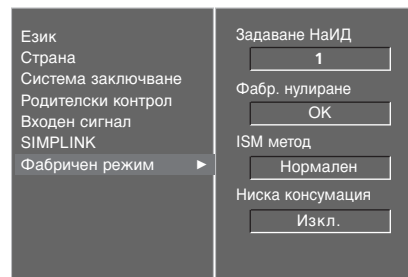 Език
Страна
Система заключване
Родителски контрол
Входен сигнал
SIMPLINK
Фабричен режим ►
Задаване НаИД
1
Фабр. нулиране
OK
ISM метод
Нормален
Ниска консумация
Изкл.